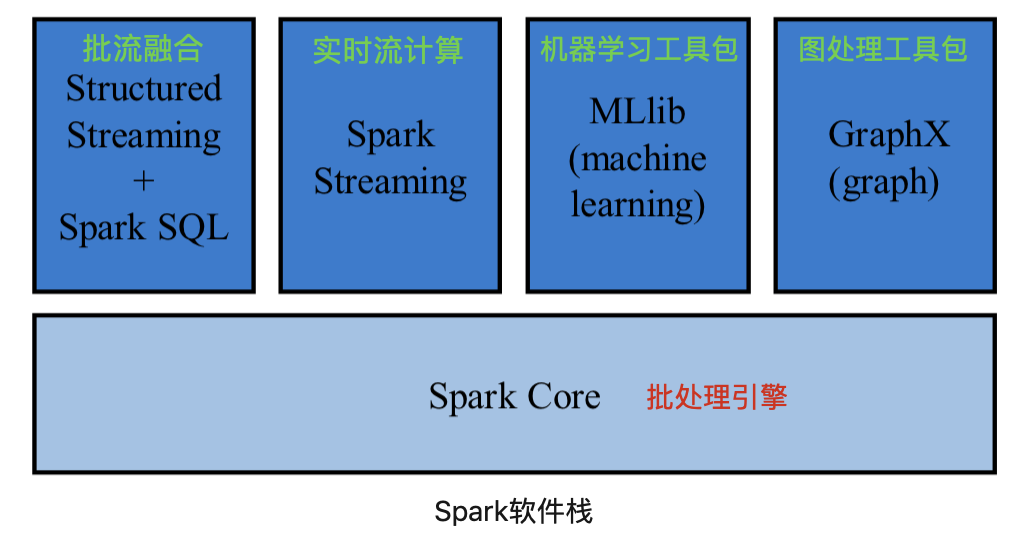 批流融合
Structured
Streaming
+
Spark SQL
实时流计算
Spark
Streaming
机器学习工具包
MLlib
(machine
learning)
图处理工具包
GraphX
(graph)
Spark Core 批处理引擎
Spark软件栈